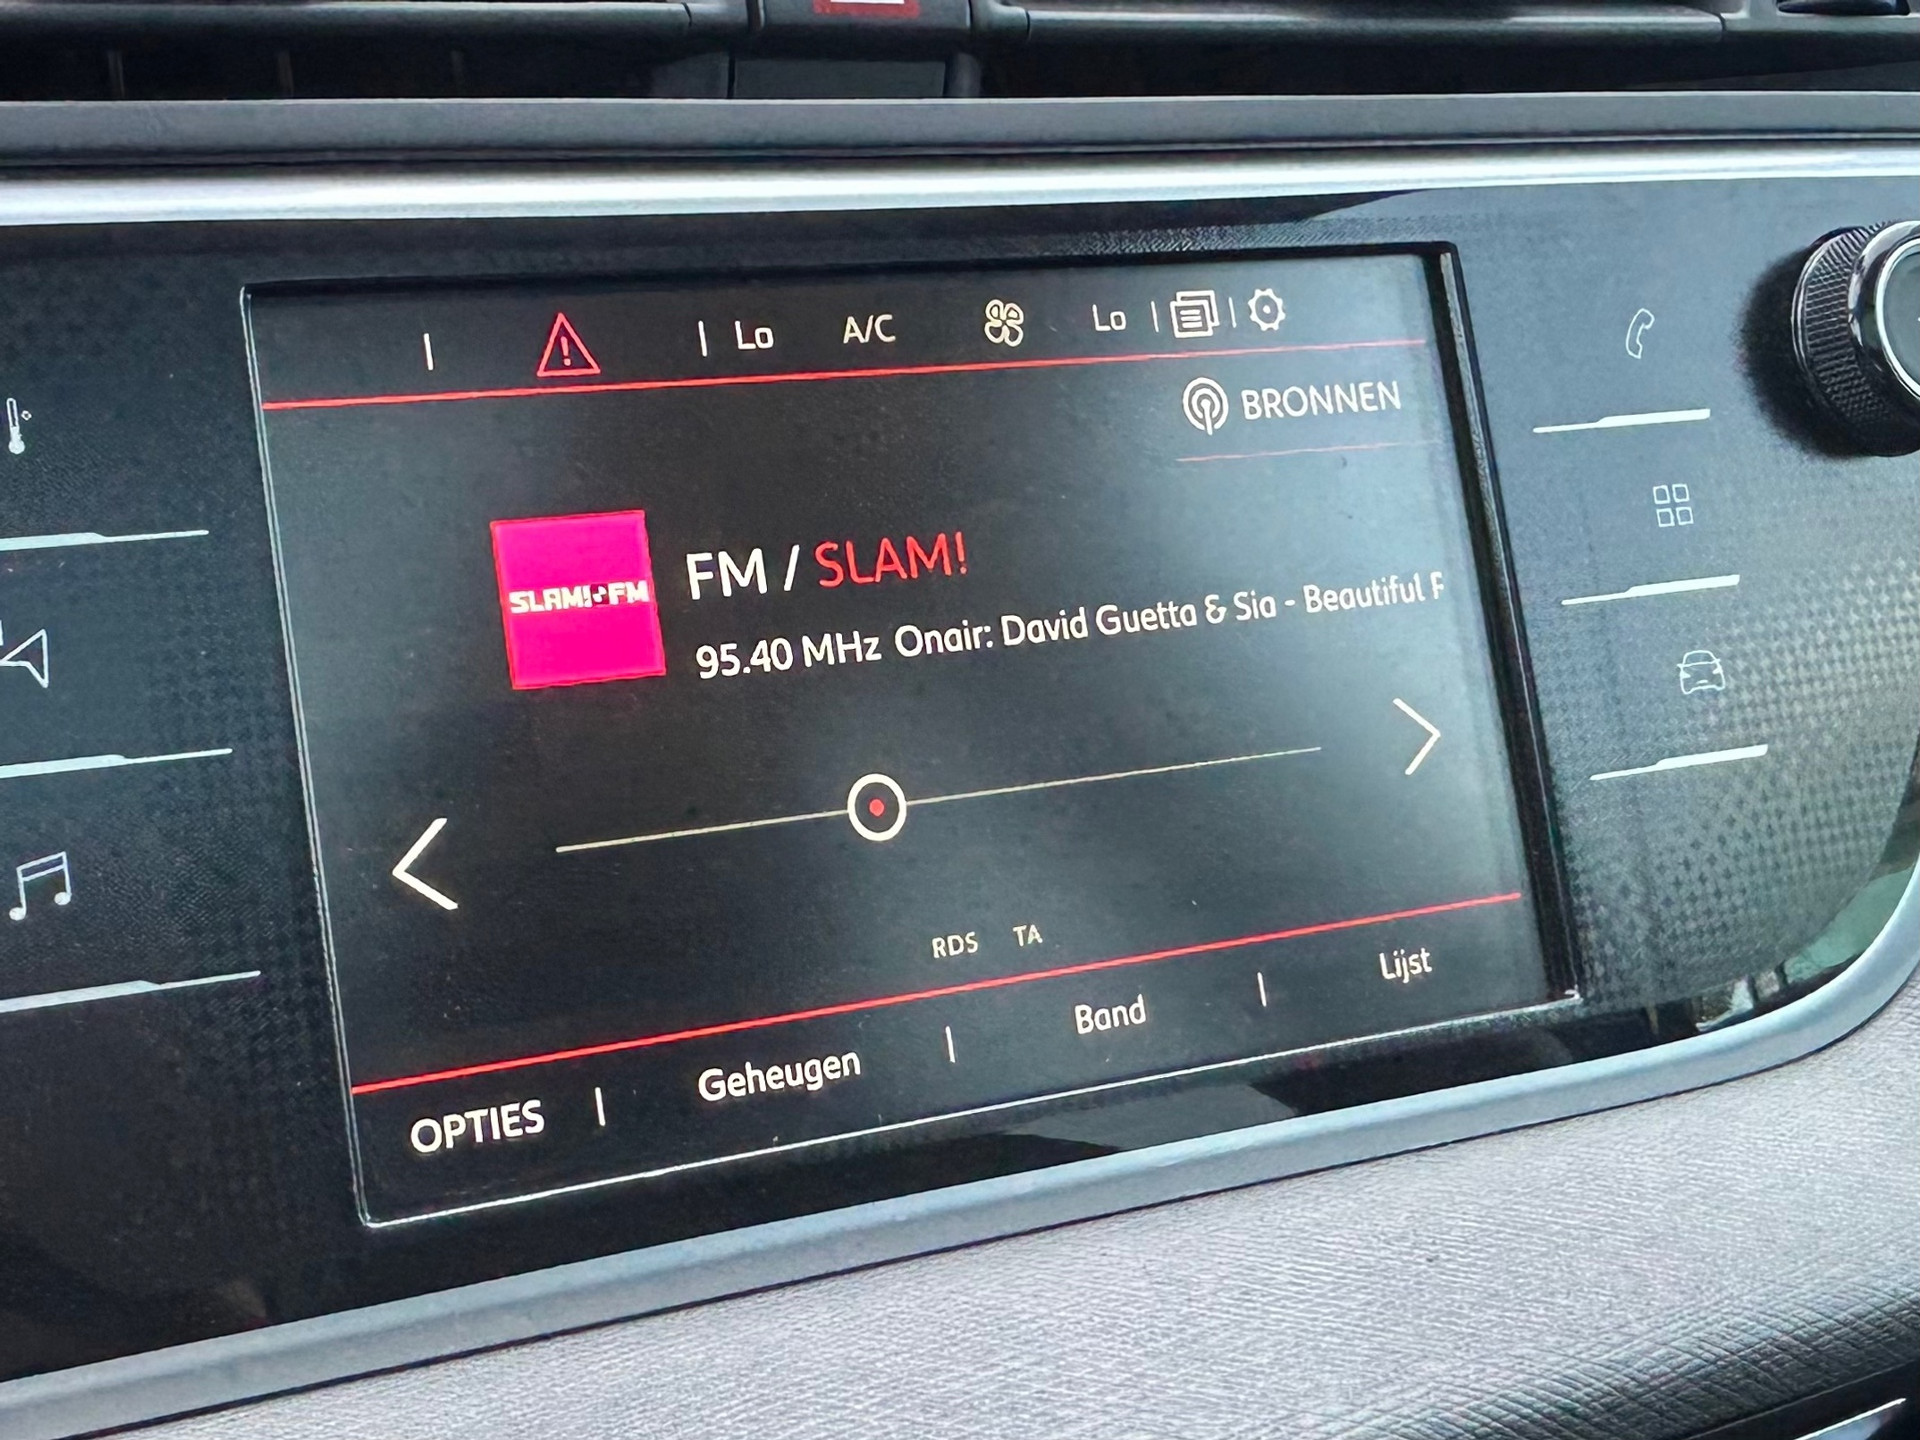 Lo A/C Lo
BRONNEN
SLAM! FM
FM / SLAM!
95.40 MHz Onair: David Guetta & Sia - Beautiful P
RDS TA
OPTIES | Geheugen | Band | Lijst